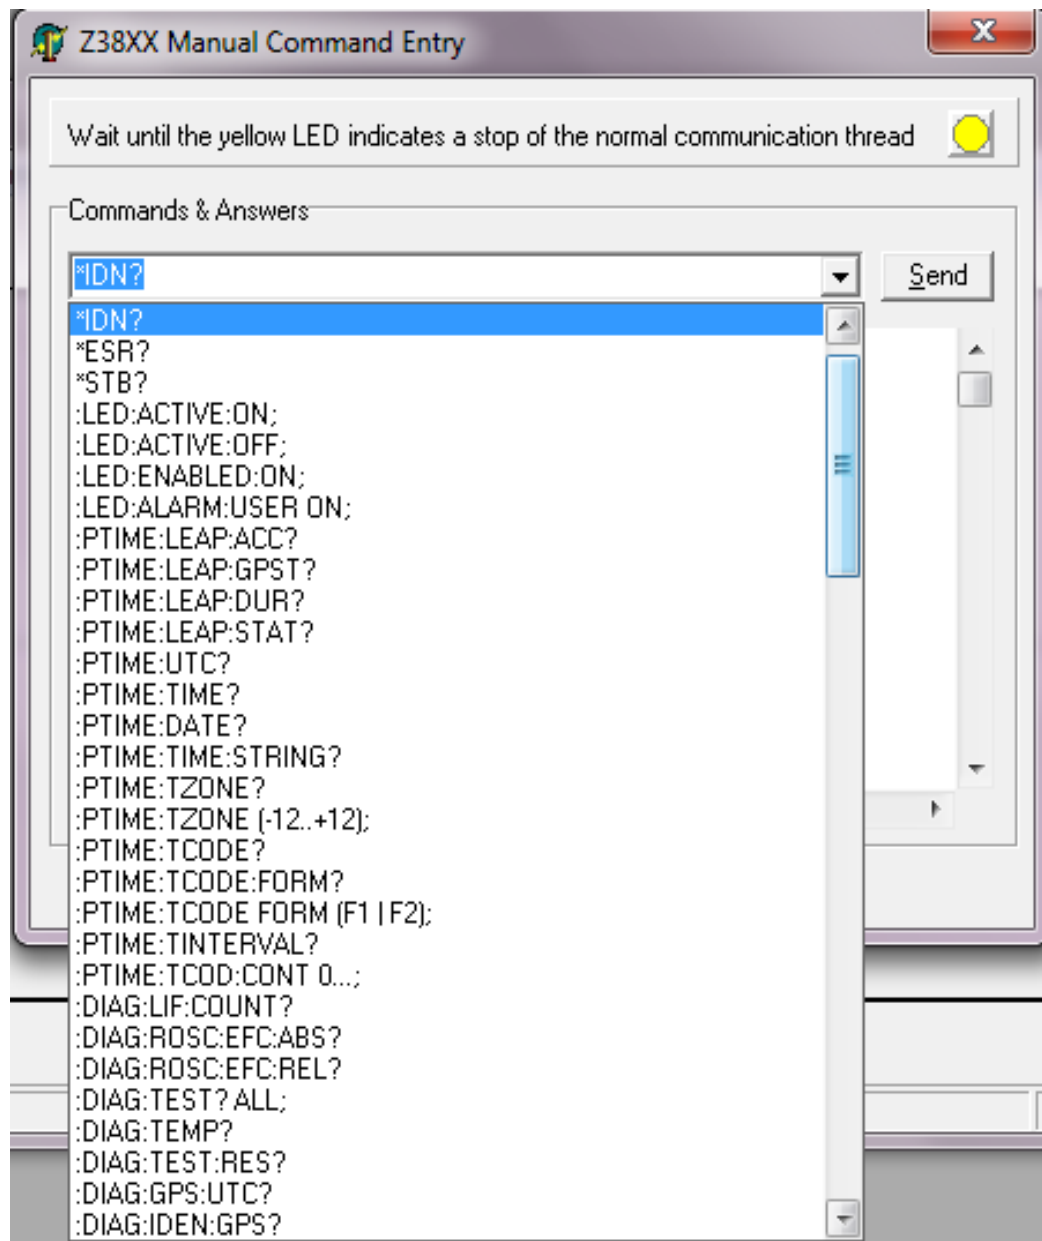 Z38XX Manual Command Entry
Wait until the yellow LED indicates a stop of the normal communication thread
Commands & Answers
*IDN?
Send
*IDN?
*ESR?
*STB?
:LED:ACTIVE:ON;
:LED:ACTIVE:OFF;
:LED:ENABLED:ON;
:LED:ALARM:USER ON;
:PTIME:LEAP:ACC?
:PTIME:LEAP:GPST?
:PTIME:LEAP:DUR?
:PTIME:LEAP:STAT?
:PTIME:UTC?
:PTIME:TIME?
:PTIME:DATE?
:PTIME:TIME:STRING?
:PTIME:TZONE?
:PTIME:TZONE (-12..+12);
:PTIME:TCODE?
:PTIME:TCODE:FORM?
:PTIME:TCODE FORM (F1 | F2);
:PTIME:TINTERVAL?
:PTIME:TCOD:CONT 0...;
:DIAG:LIF:COUNT?
:DIAG:ROSC:EFC:ABS?
:DIAG:ROSC:EFC:REL?
:DIAG:TEST? ALL;
:DIAG:TEMP?
:DIAG:TEST:RES?
:DIAG:GPS:UTC?
:DIAG:IDEN:GPS?